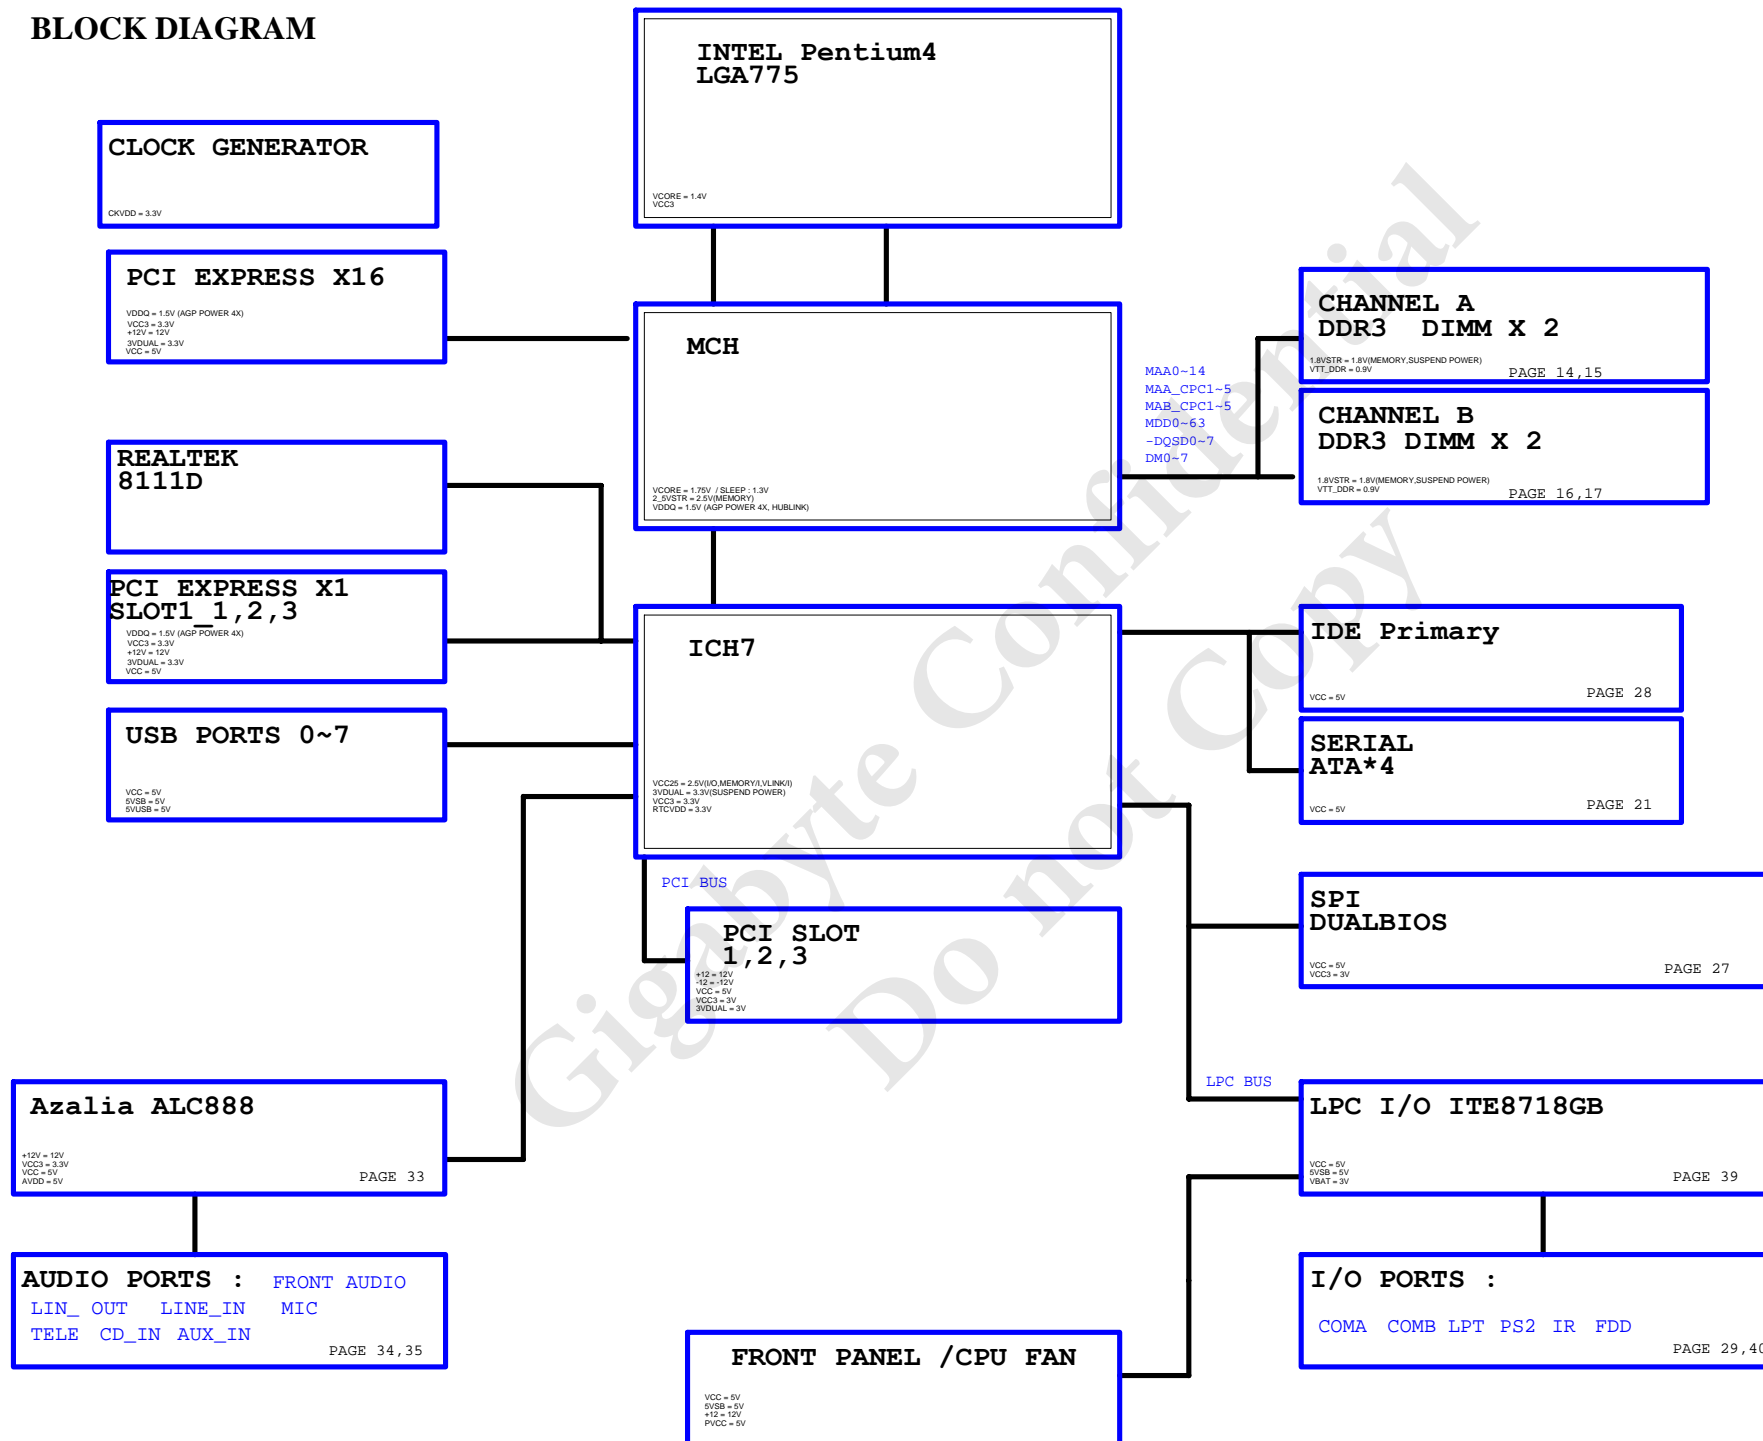 BLOCK DIAGRAM
INTEL Pentium4
LGA775
VCORE = 1.4V
VCC3
CLOCK GENERATOR
CKVDD = 3.3V
PCI EXPRESS X16
VDDQ = 1.5V (AGP POWER 4X)
VCC3 = 3.3V
+12V = 12V
3VDUAL = 3.3V
VCC = 5V
MCH
VCORE = 1.75V / SLEEP : 1.3V
2_5VSTR = 2.5V(MEMORY)
VDDQ = 1.5V (AGP POWER 4X, HUBLINK)
MAA0~14
MAA_CPC1~5
MAB_CPC1~5
MDD0~63
-DQSD0~7
DM0~7
CHANNEL A
DDR3 DIMM X 2
1.8VSTR = 1.8V(MEMORY,SUSPEND POWER)
VTT_DDR = 0.9V
PAGE 14,15
CHANNEL B
DDR3 DIMM X 2
1.8VSTR = 1.8V(MEMORY,SUSPEND POWER)
VTT_DDR = 0.9V
PAGE 16,17
REALTEK
8111D
PCI EXPRESS X1
SLOT1_1,2,3
VDDQ = 1.5V (AGP POWER 4X)
VCC3 = 3.3V
+12V = 12V
3VDUAL = 3.3V
VCC = 5V
USB PORTS 0~7
VCC = 5V
5VSB = 5V
5VUSB = 5V
ICH7
VCC25 = 2.5V(I/O,MEMORY/I,VLINK/I)
3VDUAL = 3.3V(SUSPEND POWER)
VCC3 = 3.3V
RTCVDD = 3.3V
IDE Primary
VCC = 5V
PAGE 28
SERIAL
ATA*4
VCC = 5V
PAGE 21
PCI BUS
PCI SLOT
1,2,3
+12 = 12V
-12 = -12V
VCC = 5V
VCC3 = 3V
3VDUAL = 3V
SPI
DUALBIOS
VCC = 5V
VCC3 = 3V
PAGE 27
LPC BUS
LPC I/O ITE8718GB
VCC = 5V
5VSB = 5V
VBAT = 3V
PAGE 39
Azalia ALC888
+12V = 12V
VCC3 = 3.3V
VCC = 5V
AVDD = 5V
PAGE 33
AUDIO PORTS : FRONT AUDIO
LIN_ OUT LINE_IN MIC
TELE CD_IN AUX_IN
PAGE 34,35
FRONT PANEL /CPU FAN
VCC = 5V
5VSB = 5V
+12 = 12V
PVCC = 5V
I/O PORTS :
COMA COMB LPT PS2 IR FDD
PAGE 29,40
Gigabyte Confidential
Do not Copy